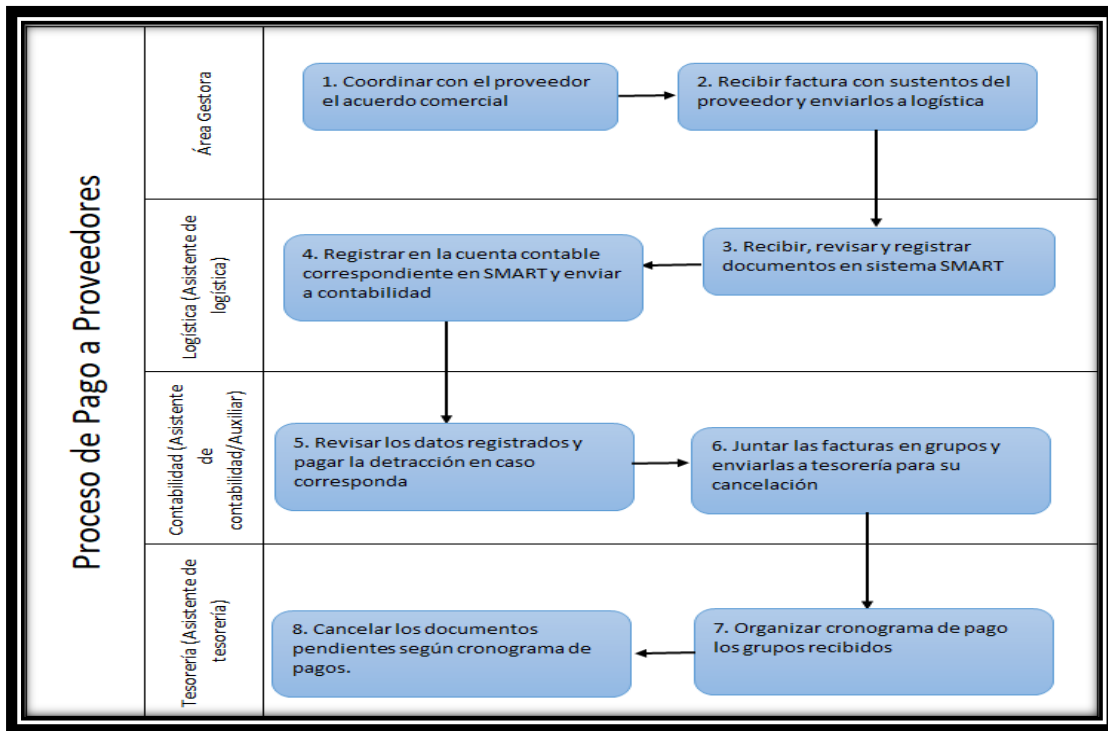 Proceso de Pago a Proveedores
Área Gestora
1. Coordinar con el proveedor
el acuerdo comercial
2. Recibir factura con sustentos del
proveedor y enviarlos a logística
Logística (Asistente de
logística)
3. Recibir, revisar y registrar
documentos en sistema SMART
4. Registrar en la cuenta contable
correspondiente en SMART y enviar
a contabilidad
Contabilidad (Asistente
de
contabilidad/Auxiliar)
5. Revisar los datos registrados y
pagar la detracción en caso
corresponda
6. Juntar las facturas en grupos y
enviarlas a tesorería para su
cancelación
Tesorería (Asistente de
tesorería)
7. Organizar cronograma de pago
los grupos recibidos
8. Cancelar los documentos
pendientes según cronograma de
pagos.